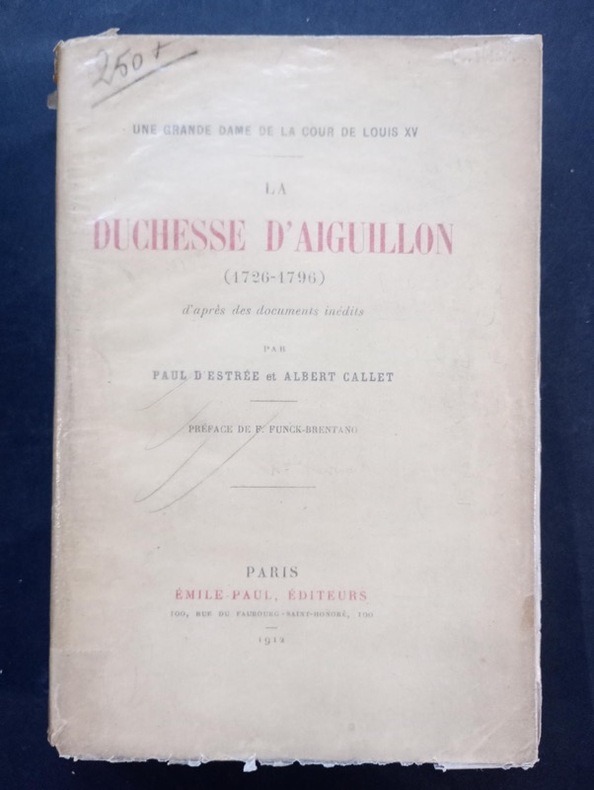 250+
UNE GRANDE DAME DE LA COUR DE LOUIS XV
LA
DUCHESSE D'AIGUILLON
(1726-1796)
d'après des documents inédits
PAR
PAUL D'ESTRÉE et ALBERT CALLET
PRÉFACE DE F. FUNCK-BRENTANO
PARIS
ÉMILE-PAUL, ÉDITEURS
100, RUE DU FAUBOURG-SAINT-HONORÉ, 100
1912